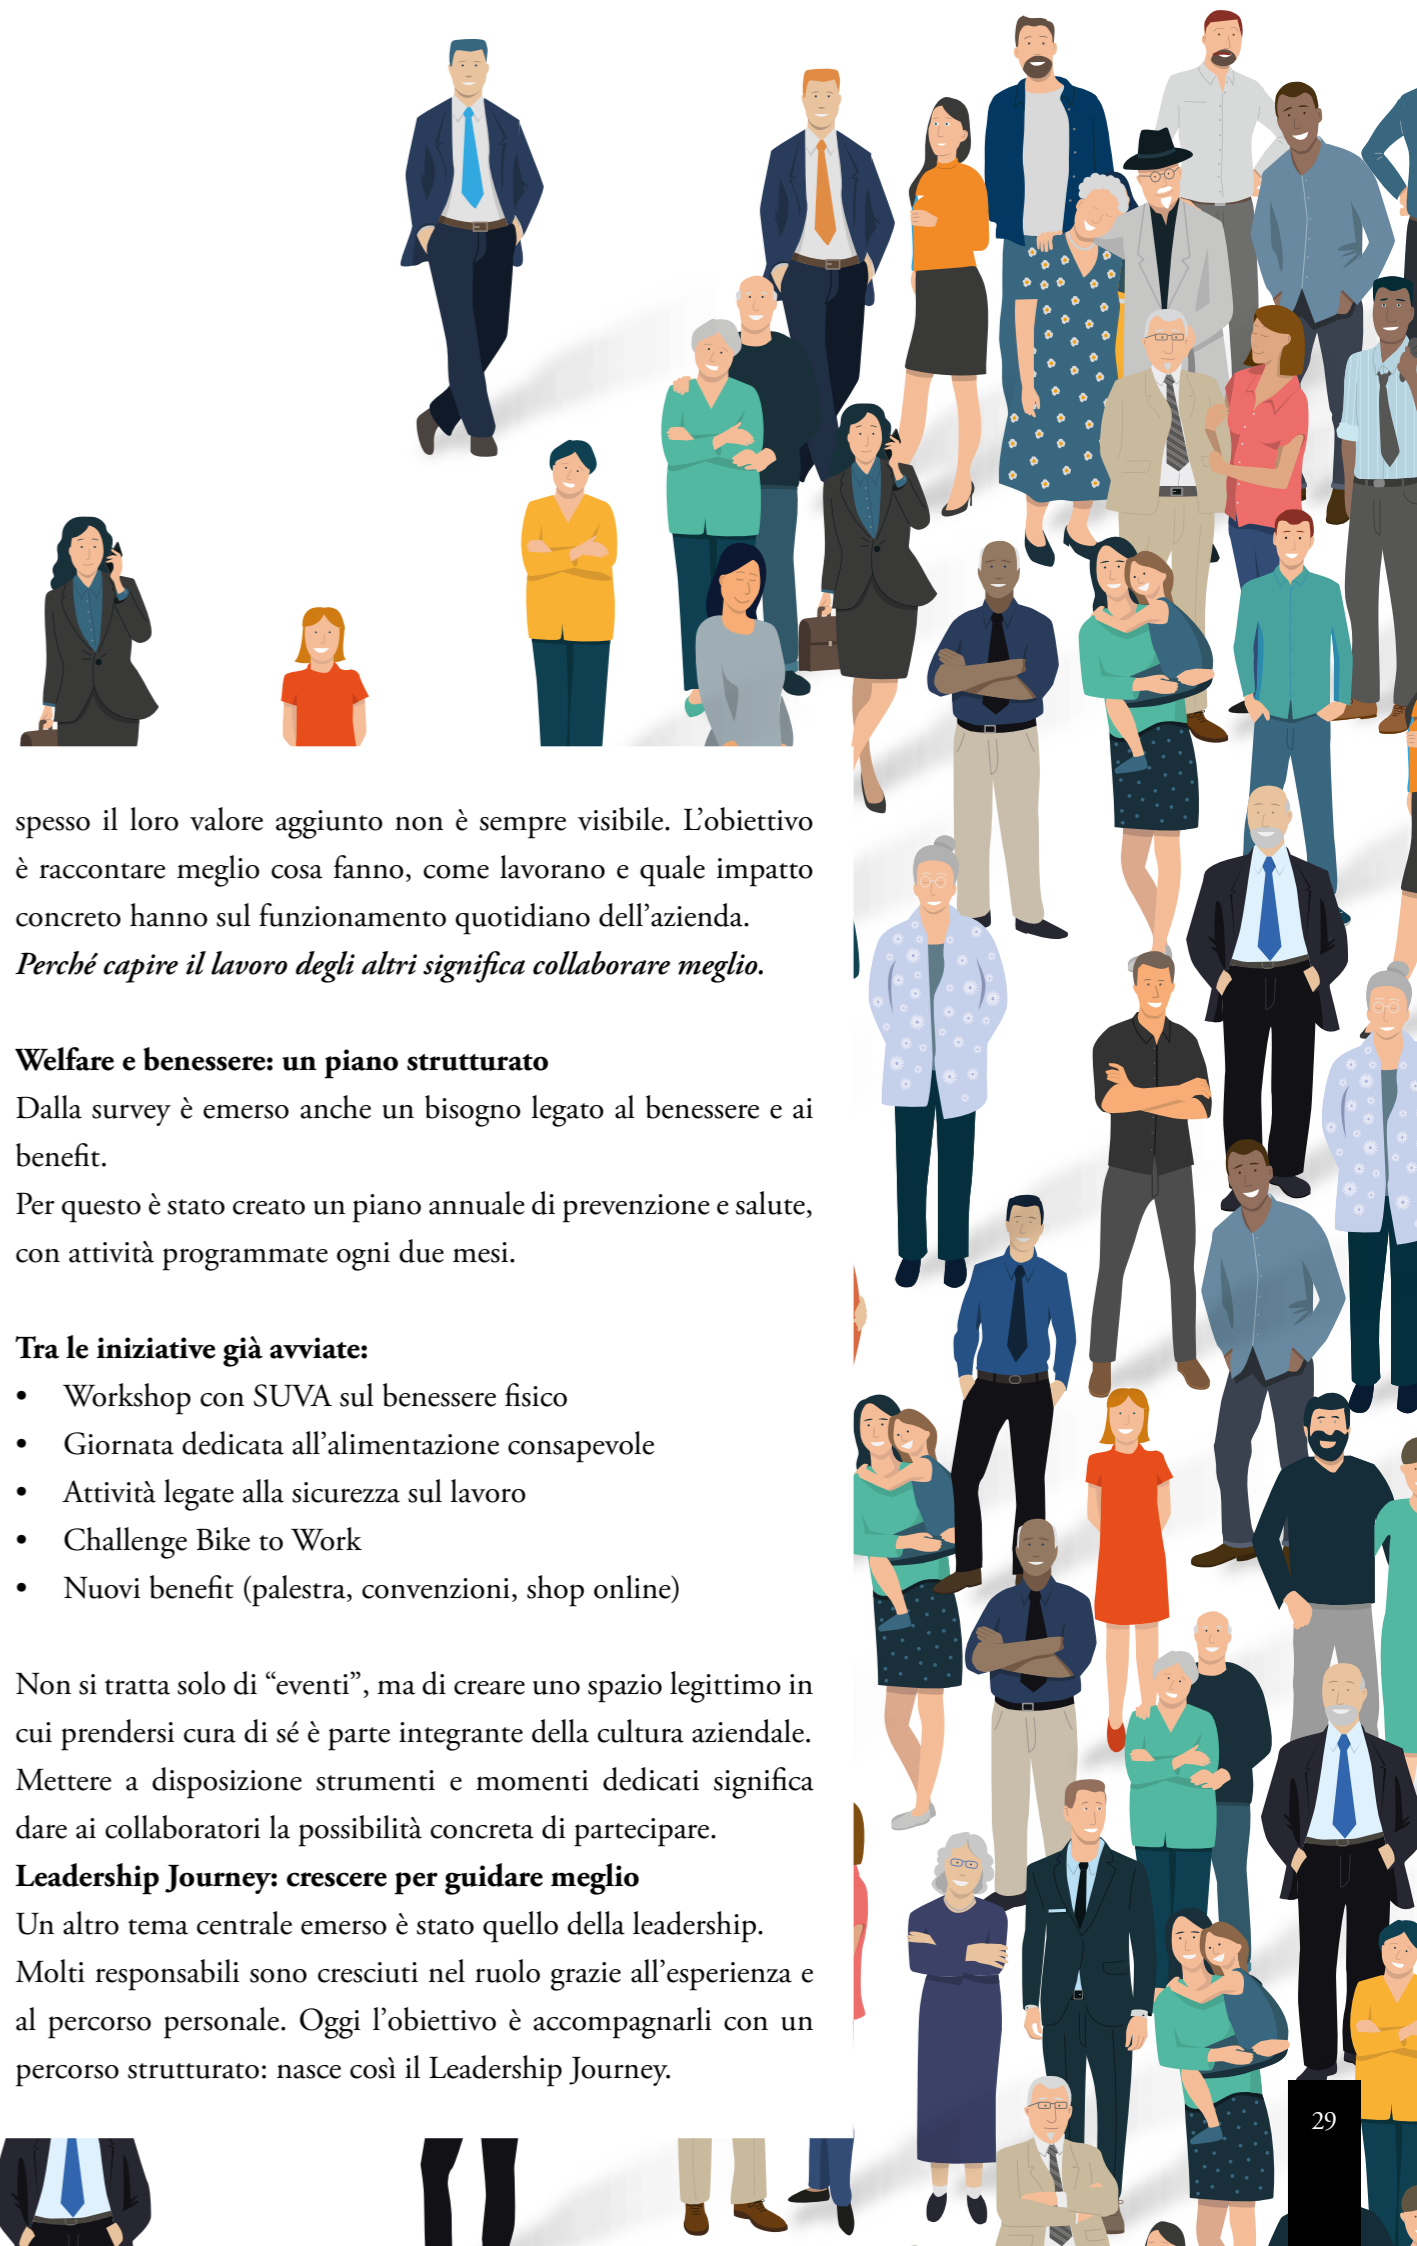 spesso il loro valore aggiunto non è sempre visibile. L’obiettivo
è raccontare meglio cosa fanno, come lavorano e quale impatto
concreto hanno sul funzionamento quotidiano dell’azienda.
Perché capire il lavoro degli altri significa collaborare meglio.
Welfare e benessere: un piano strutturato
Dalla survey è emerso anche un bisogno legato al benessere e ai
benefit.
Per questo è stato creato un piano annuale di prevenzione e salute,
con attività programmate ogni due mesi.
Tra le iniziative già avviate:
• Workshop con SUVA sul benessere fisico
• Giornata dedicata all’alimentazione consapevole
• Attività legate alla sicurezza sul lavoro
• Challenge Bike to Work
• Nuovi benefit (palestra, convenzioni, shop online)
Non si tratta solo di “eventi”, ma di creare uno spazio legittimo in
cui prendersi cura di sé è parte integrante della cultura aziendale.
Mettere a disposizione strumenti e momenti dedicati significa
dare ai collaboratori la possibilità concreta di partecipare.
Leadership Journey: crescere per guidare meglio
Un altro tema centrale emerso è stato quello della leadership.
Molti responsabili sono cresciuti nel ruolo grazie all’esperienza e
al percorso personale. Oggi l’obiettivo è accompagnarli con un
percorso strutturato: nasce così il Leadership Journey.
29